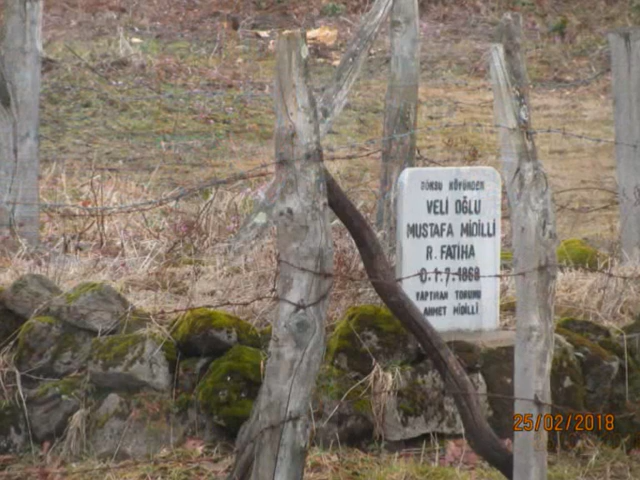 KÖYÜNDEN
VELİ OĞLU
MUSTAFA MİDİLLİ
R. FATİHA
Ö.1.7.1868
YAPTIRAN TORUNU
AHMET MİDİLLİ
25/02/2018